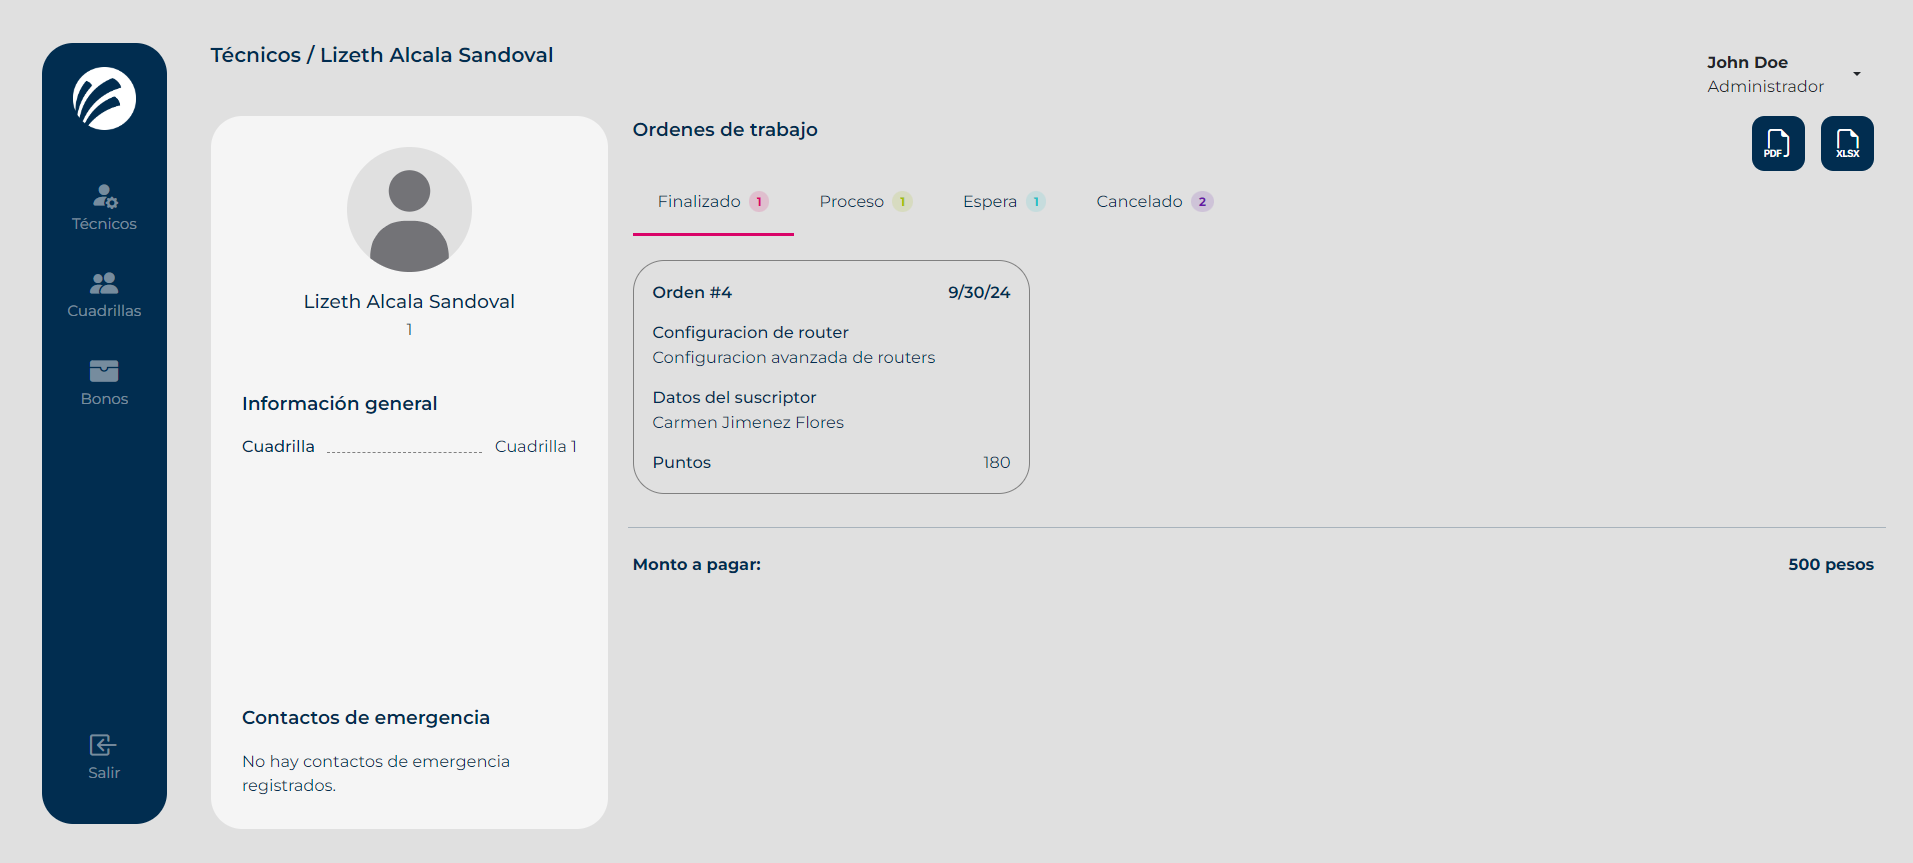 Técnicos / Lizeth Alcala Sandoval
John Doe
Administrador
Técnicos
Cuadrillas
Bonos
Salir
Lizeth Alcala Sandoval
1
Información general
Cuadrilla Cuadrilla 1
Contactos de emergencia
No hay contactos de emergencia
registrados.
Ordenes de trabajo
PDF XLSX
Finalizado 1 Proceso 1 Espera 1 Cancelado 2
Orden #4 9/30/24
Configuracion de router
Configuracion avanzada de routers
Datos del suscriptor
Carmen Jimenez Flores
Puntos 180
Monto a pagar: 500 pesos